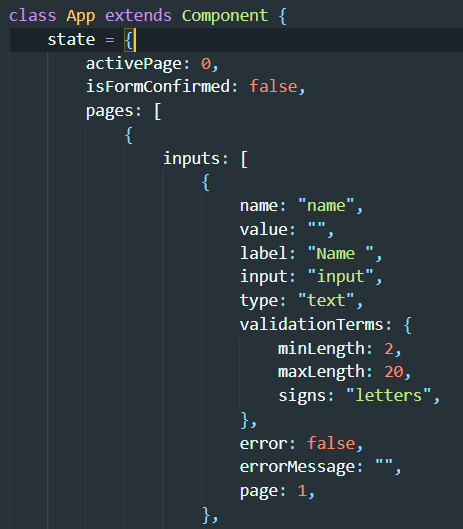 class App extends Component {
    state = {
        activePage: 0,
        isFormConfirmed: false,
        pages: [
            {
                inputs: [
                    {
                        name: "name",
                        value: "",
                        label: "Name ",
                        input: "input",
                        type: "text",
                        validationTerms: {
                            minLength: 2,
                            maxLength: 20,
                            signs: "letters",
                        },
                        error: false,
                        errorMessage: "",
                        page: 1,
                    },